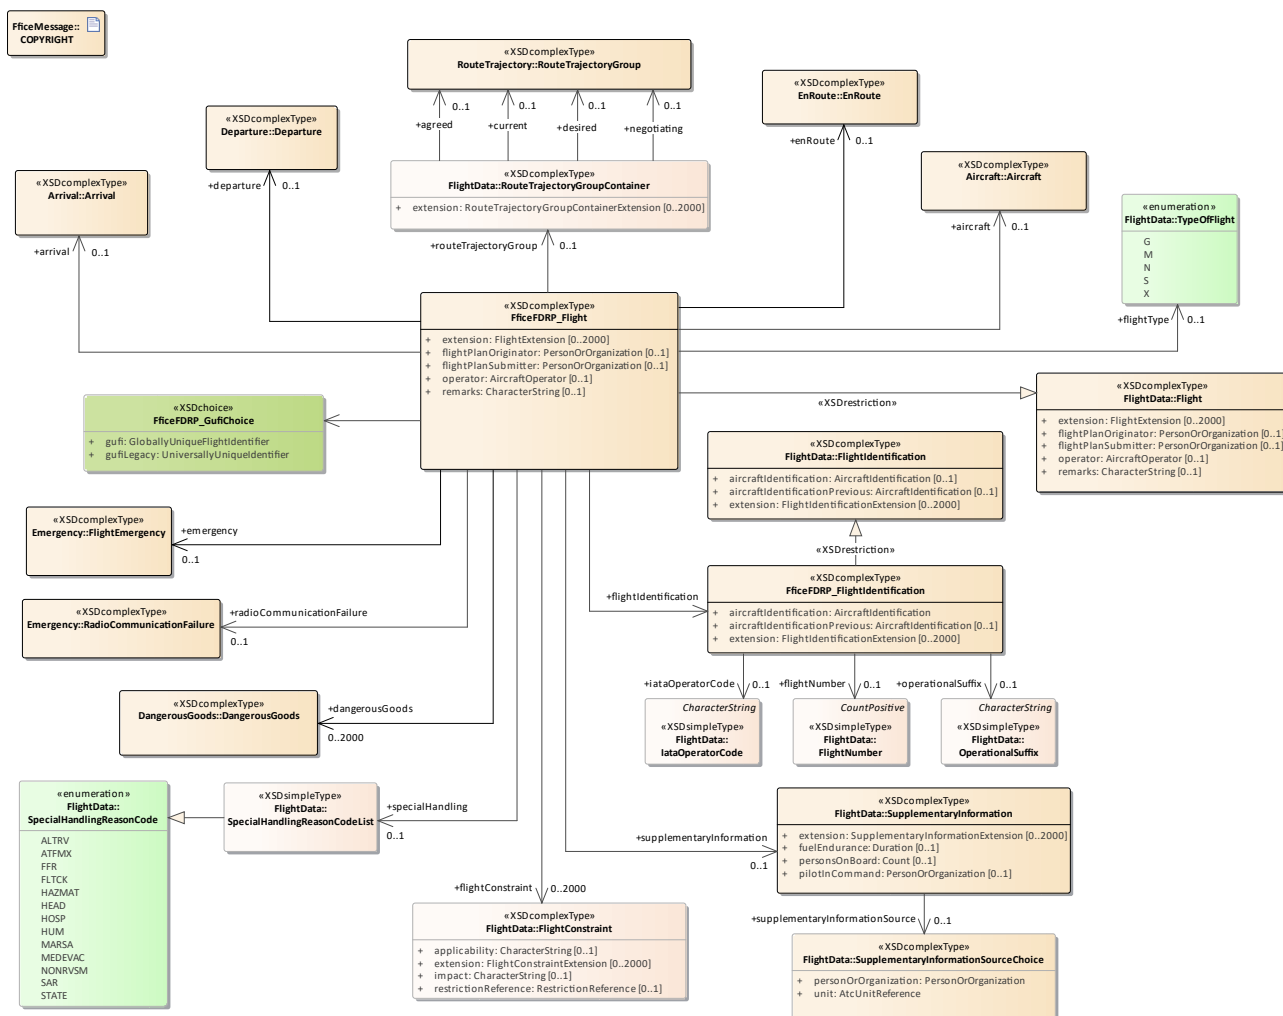 FficeMessage::
COPYRIGHT
«XSDcomplexType»
RouteTrajectory::RouteTrajectoryGroup
0..1
0..1
0..1
0..1
+agreed
+current
+desired
+negotiating
«XSDcomplexType»
EnRoute::EnRoute
+enRoute
0..1
«XSDcomplexType»
Departure::Departure
+departure
0..1
«XSDcomplexType»
FlightData::RouteTrajectoryGroupContainer
+ extension: RouteTrajectoryGroupContainerExtension [0..2000]
+routeTrajectoryGroup
0..1
«XSDcomplexType»
Aircraft::Aircraft
+aircraft
0..1
«XSDcomplexType»
Arrival::Arrival
+arrival
0..1
«enumeration»
FlightData::TypeOfFlight
G
M
N
S
X
+flightType
0..1
«XSDcomplexType»
FficeFDRP_Flight
+ extension: FlightExtension [0..2000]
+ flightPlanOriginator: PersonOrOrganization [0..1]
+ flightPlanSubmitter: PersonOrOrganization [0..1]
+ operator: AircraftOperator [0..1]
+ remarks: CharacterString [0..1]
«XSDrestriction»
«XSDcomplexType»
FlightData::Flight
+ extension: FlightExtension [0..2000]
+ flightPlanOriginator: PersonOrOrganization [0..1]
+ flightPlanSubmitter: PersonOrOrganization [0..1]
+ operator: AircraftOperator [0..1]
+ remarks: CharacterString [0..1]
«XSDchoice»
FficeFDRP_GufiChoice
+ gufi: GloballyUniqueFlightIdentifier
+ gufiLegacy: UniversallyUniqueIdentifier
«XSDcomplexType»
FlightData::FlightIdentification
+ aircraftIdentification: AircraftIdentification [0..1]
+ aircraftIdentificationPrevious: AircraftIdentification [0..1]
+ extension: FlightIdentificationExtension [0..2000]
«XSDrestriction»
«XSDcomplexType»
Emergency::FlightEmergency
+emergency
0..1
«XSDcomplexType»
FficeFDRP_FlightIdentification
+ aircraftIdentification: AircraftIdentification
+ aircraftIdentificationPrevious: AircraftIdentification [0..1]
+ extension: FlightIdentificationExtension [0..2000]
+flightIdentification
«XSDcomplexType»
Emergency::RadioCommunicationFailure
+radioCommunicationFailure
0..1
+iataOperatorCode
0..1
+flightNumber
0..1
+operationalSuffix
0..1
CharacterString
«XSDsimpleType»
FlightData::
IataOperatorCode
CountPositive
«XSDsimpleType»
FlightData::
FlightNumber
CharacterString
«XSDsimpleType»
FlightData::
OperationalSuffix
«XSDcomplexType»
DangerousGoods::DangerousGoods
+dangerousGoods
0..2000
«enumeration»
FlightData::
SpecialHandlingReasonCode
ALTRV
ATFMX
FFR
FLTCK
HAZMAT
HEAD
HOSP
HUM
MARSA
MEDEVAC
NONRVSM
SAR
STATE
«XSDsimpleType»
FlightData::
SpecialHandlingReasonCodeList
+specialHandling
0..1
+supplementaryInformation
0..1
«XSDcomplexType»
FlightData::SupplementaryInformation
+ extension: SupplementaryInformationExtension [0..2000]
+ fuelEndurance: Duration [0..1]
+ personsOnBoard: Count [0..1]
+ pilotInCommand: PersonOrOrganization [0..1]
+flightConstraint
0..2000
«XSDcomplexType»
FlightData::FlightConstraint
+ applicability: CharacterString [0..1]
+ extension: FlightConstraintExtension [0..2000]
+ impact: CharacterString [0..1]
+ restrictionReference: RestrictionReference [0..1]
+supplementaryInformationSource
0..1
«XSDcomplexType»
FlightData::SupplementaryInformationSourceChoice
+ personOrOrganization: PersonOrOrganization
+ unit: AtcUnitReference